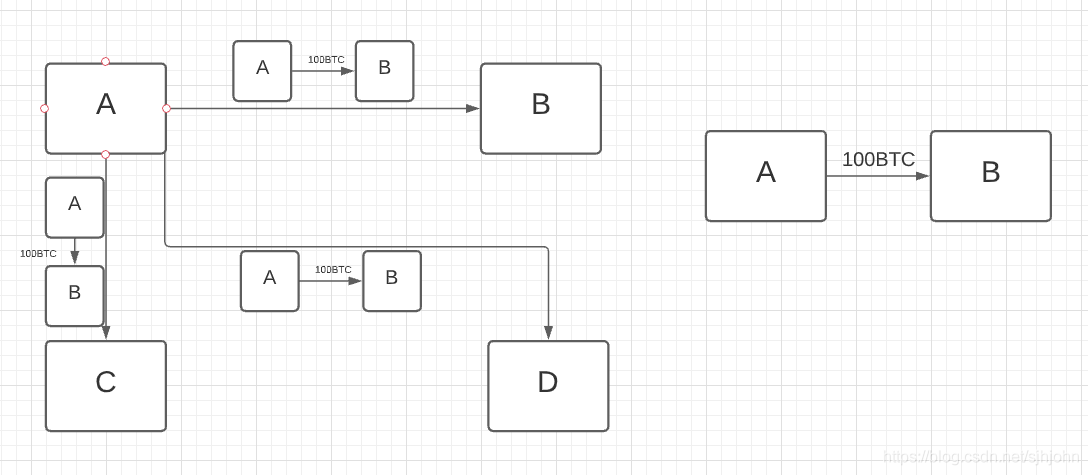 A 100BTC B
A
B
A 100BTC B
A
100BTC
B
A 100BTC B
C
D
https://blog.csdn.net/sjhjohn